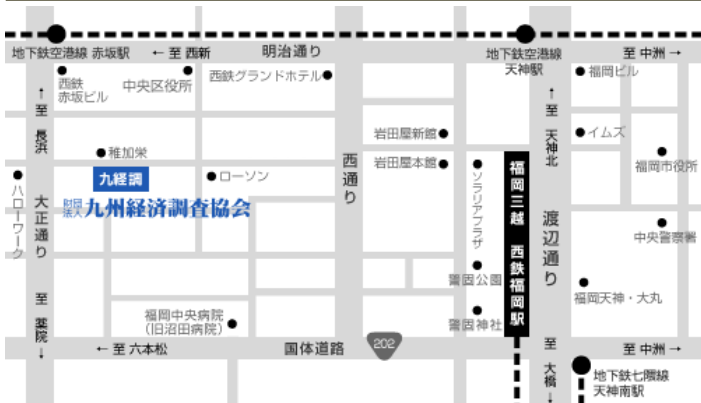 地下鉄空港線 赤坂駅
← 至 西新
明治通り
地下鉄空港線
天神駅
至 中洲 →
西鉄
赤坂ビル
中央区役所
西鉄グランドホテル
福岡ビル
↑
至
長浜
稚加栄
岩田屋新館
岩田屋本館
↑
至
天神北
イムズ
福岡市役所
九経調
ローソン
西通り
ソラリアプラザ
福岡三越 西鉄福岡駅
ハローワーク
大正通り
財団
法人
九州経済調査協会
渡辺通り
中央警察署
警固公園
福岡天神・大丸
至
薬院
↓
福岡中央病院
(旧沼田病院)
警固神社
← 至 六本松
国体道路
202
至
大橋
↓
至 中洲 →
地下鉄七隈線
天神南駅